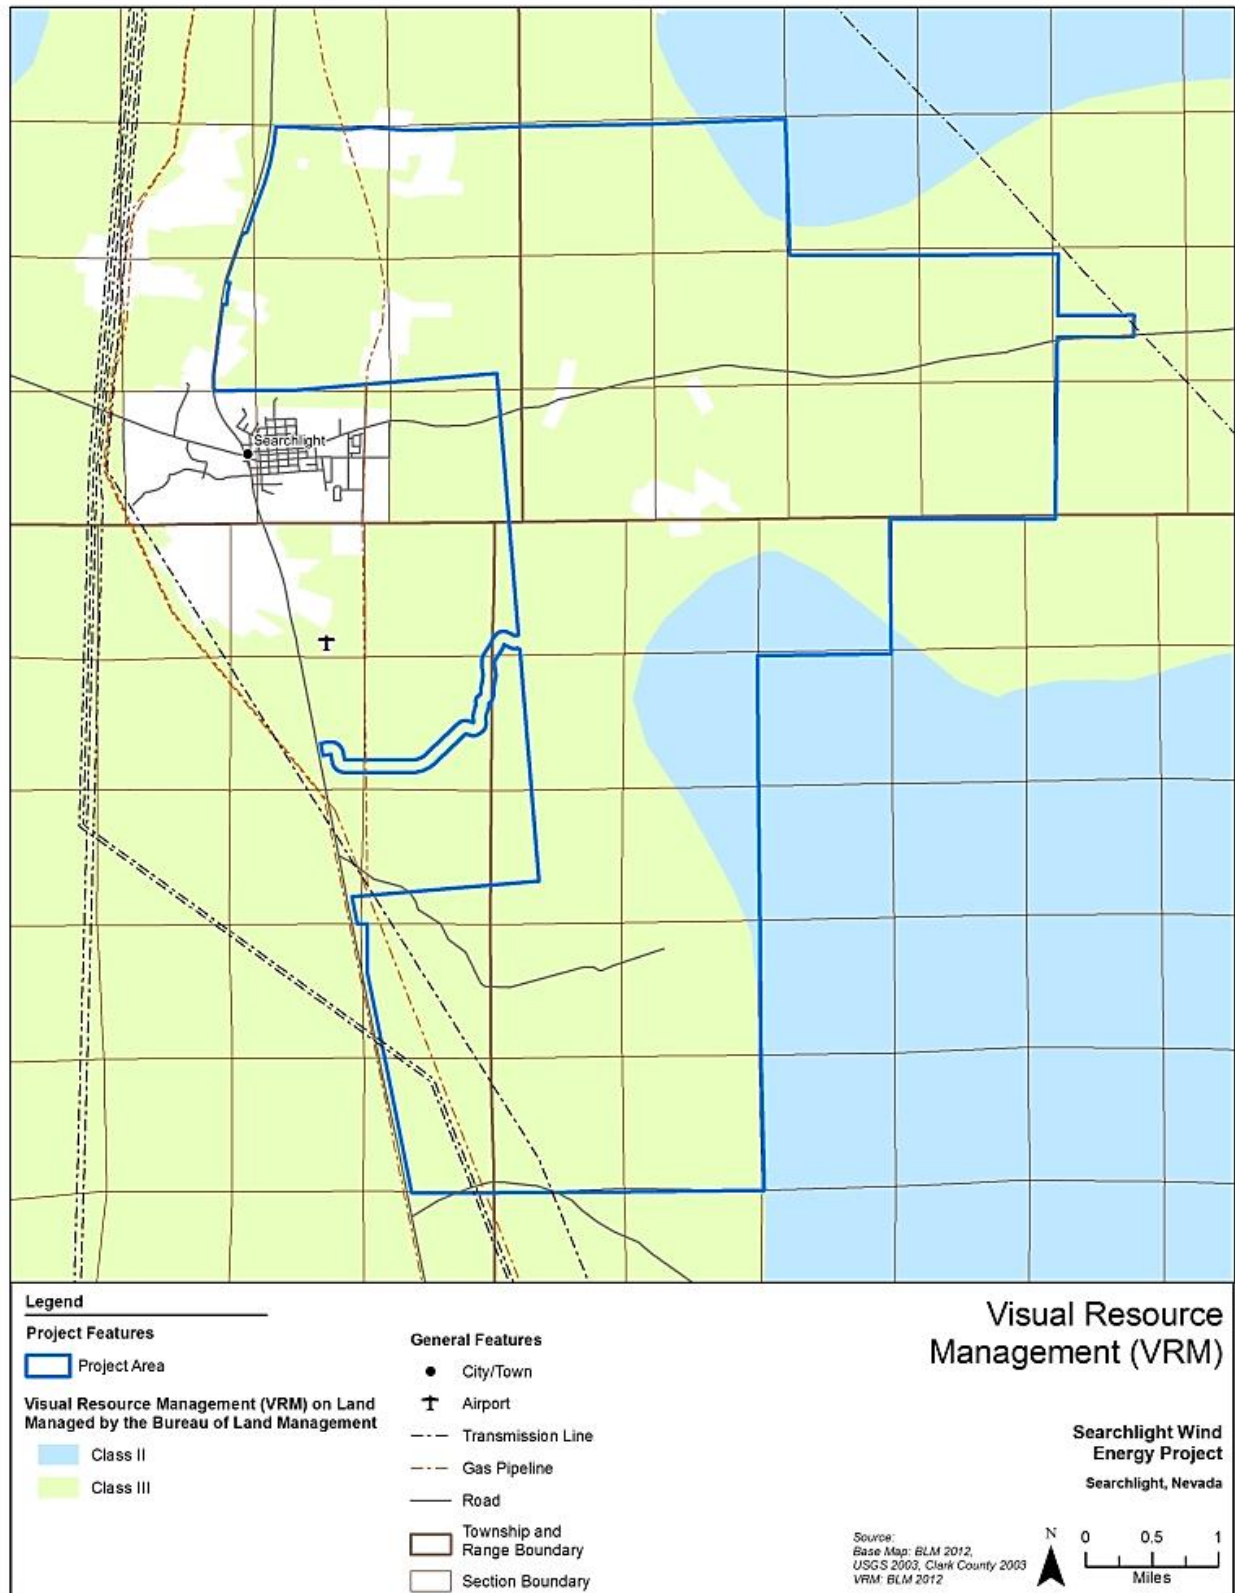 Searchlight
Legend
Project Features
Project Area
Visual Resource Management (VRM) on Land
Managed by the Bureau of Land Management
Class II
Class III
General Features
City/Town
Airport
Transmission Line
Gas Pipeline
Road
Township and
Range Boundary
Section Boundary
Visual Resource
Management (VRM)
Searchlight Wind
Energy Project
Searchlight, Nevada
Source:
Base Map: BLM 2012,
USGS 2003, Clark County 2003
VRM: BLM 2012
N
0 0.5 1
Miles